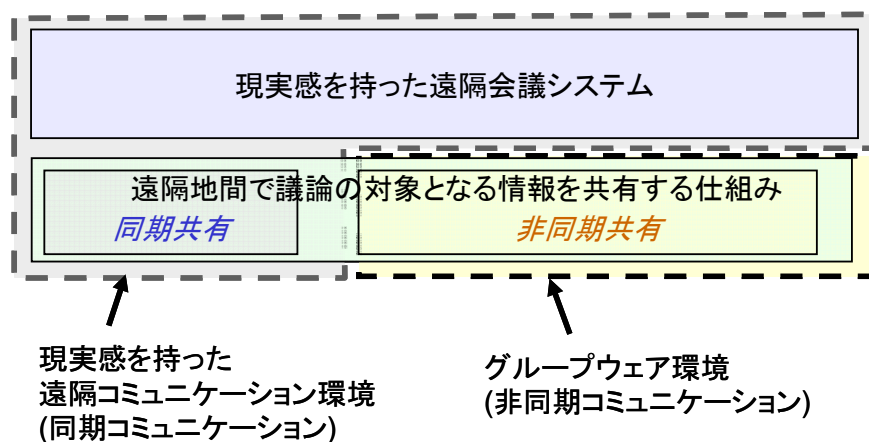 現実感を持った遠隔会議システム
遠隔地間で議論の対象となる情報を共有する仕組み
同期共有
非同期共有
現実感を持った
遠隔コミュニケーション環境
(同期コミュニケーション)
グループウェア環境
(非同期コミュニケーション)